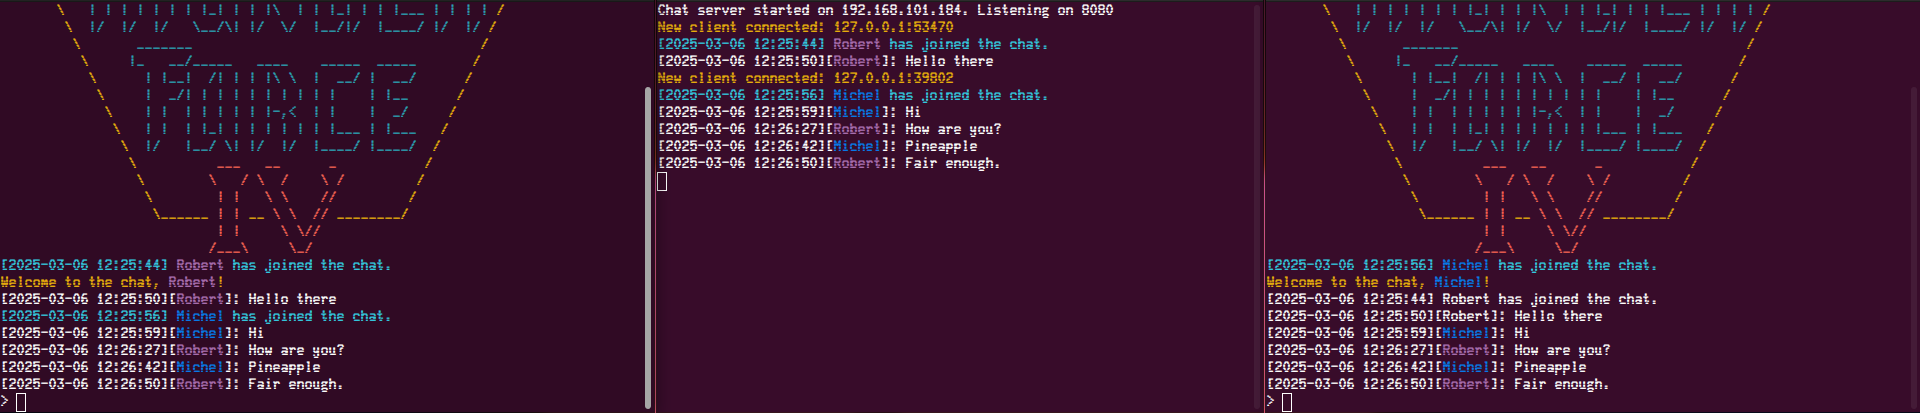 [2025-03-06 12:25:44] Robert has joined the chat.
Welcome to the chat, Robert!
[2025-03-06 12:25:50][Robert]: Hello there
[2025-03-06 12:25:56] Michel has joined the chat.
[2025-03-06 12:25:59][Michel]: Hi
[2025-03-06 12:26:27][Robert]: How are you?
[2025-03-06 12:26:42][Michel]: Pineapple
[2025-03-06 12:26:50][Robert]: Fair enough.
>
Chat server started on 192.168.101.184. Listening on 8080
New client connected: 127.0.0.1:53470
[2025-03-06 12:25:44] Robert has joined the chat.
[2025-03-06 12:25:50][Robert]: Hello there
New client connected: 127.0.0.1:39802
[2025-03-06 12:25:56] Michel has joined the chat.
[2025-03-06 12:25:59][Michel]: Hi
[2025-03-06 12:26:27][Robert]: How are you?
[2025-03-06 12:26:42][Michel]: Pineapple
[2025-03-06 12:26:50][Robert]: Fair enough.
[2025-03-06 12:25:56] Michel has joined the chat.
Welcome to the chat, Michel!
[2025-03-06 12:25:44] Robert has joined the chat.
[2025-03-06 12:25:50][Robert]: Hello there
[2025-03-06 12:25:59][Michel]: Hi
[2025-03-06 12:26:27][Robert]: How are you?
[2025-03-06 12:26:42][Michel]: Pineapple
[2025-03-06 12:26:50][Robert]: Fair enough.
>